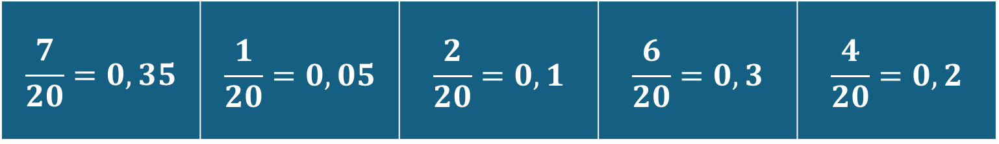 7/20 = 0,35
1/20 = 0,05
2/20 = 0,1
6/20 = 0,3
4/20 = 0,2